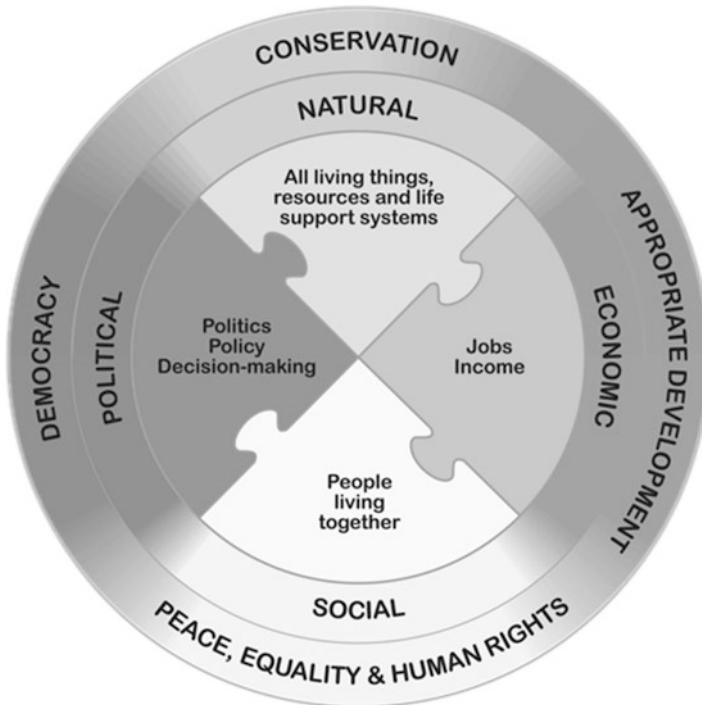 CONSERVATION
NATURAL
All living things,
resources and life
support systems
DEMOCRACY
POLITICAL
Politics
Policy
Decision-making
Jobs
Income
ECONOMIC
APPROPRIATE DEVELOPMENT
People
living
together
SOCIAL
PEACE, EQUALITY & HUMAN RIGHTS